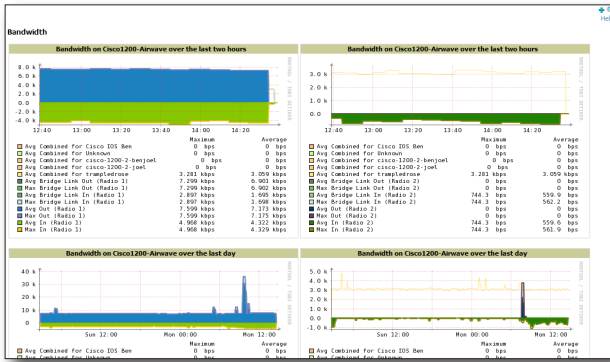 Hel
Bandwidth
Bandwidth on Cisco1200-Airwave over the last two hours
8.0 k
6.0 k
4.0 k
2.0 k
0.0
-2.0 k
-4.0 k
12:40 13:00 13:20 13:40 14:00 14:20
Maximum Average
Avg Combined for Cisco IOS Ben 0 bps 0 bps
Avg Combined for Unknown 0 bps 0 bps
Avg Combined for cisco-1200-2-benjoel 0 bps 0 bps
Avg Combined for cisco-1200-2-joel 0 bps 0 bps
Avg Combined for trampledrose 3.281 kbps 3.059 kbps
Avg Bridge Link Out (Radio 1) 7.299 kbps 6.901 kbps
Max Bridge Link Out (Radio 1) 7.299 kbps 6.902 kbps
Avg Bridge Link In (Radio 1) 2.897 kbps 1.695 kbps
Max Bridge Link In (Radio 1) 2.897 kbps 1.698 kbps
Avg Out (Radio 1) 7.599 kbps 7.173 kbps
Max Out (Radio 1) 7.599 kbps 7.175 kbps
Avg In (Radio 1) 4.968 kbps 4.322 kbps
Max In (Radio 1) 4.968 kbps 4.329 kbps
Bandwidth on Cisco1200-Airwave over the last two hours
3.0 k
2.0 k
1.0 k
0.0
12:40 13:00 13:20 13:40 14:00 14:20
Maximum Average
Avg Combined for Cisco IOS Ben 0 bps 0 bps
Avg Combined for Unknown 0 bps 0 bps
Avg Combined for cisco-1200-2-benjoel 0 bps 0 bps
Avg Combined for cisco-1200-2-joel 0 bps 0 bps
Avg Combined for trampledrose 3.281 kbps 3.059 kbps
Avg Bridge Link Out (Radio 2) 0 bps 0 bps
Max Bridge Link Out (Radio 2) 0 bps 0 bps
Avg Bridge Link In (Radio 2) 744.3 bps 559.9 bps
Max Bridge Link In (Radio 2) 744.3 bps 562.2 bps
Avg Out (Radio 2) 0 bps 0 bps
Max Out (Radio 2) 0 bps 0 bps
Avg In (Radio 2) 744.3 bps 559.6 bps
Max In (Radio 2) 744.3 bps 561.9 bps
Bandwidth on Cisco1200-Airwave over the last day
40 k
30 k
20 k
10 k
0
Sun 12:00 Mon 00:00 Mon 12:00
Maximum Average
Avg Combined for Cisco IOS Ben 0 bps 0 bps
Bandwidth on Cisco1200-Airwave over the last day
5.0 k
4.0 k
3.0 k
2.0 k
1.0 k
0.0
-1.0 k
Sun 12:00 Mon 00:00 Mon 12:00
Maximum Average
Avg Combined for Cisco IOS Ben 0 bps 0 bps